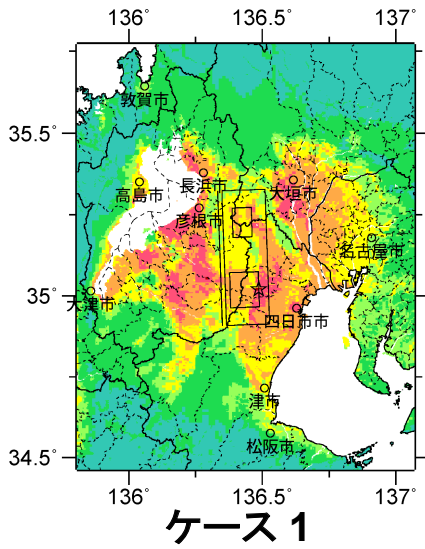 136˚ 136.5˚ 137˚
敦賀市
35.5˚
長浜市
高島市
大垣市
彦根市
名古屋市
35˚
大津市
四日市市
津市
松阪市
34.5˚
136˚ 136.5˚ 137˚
ケース 1